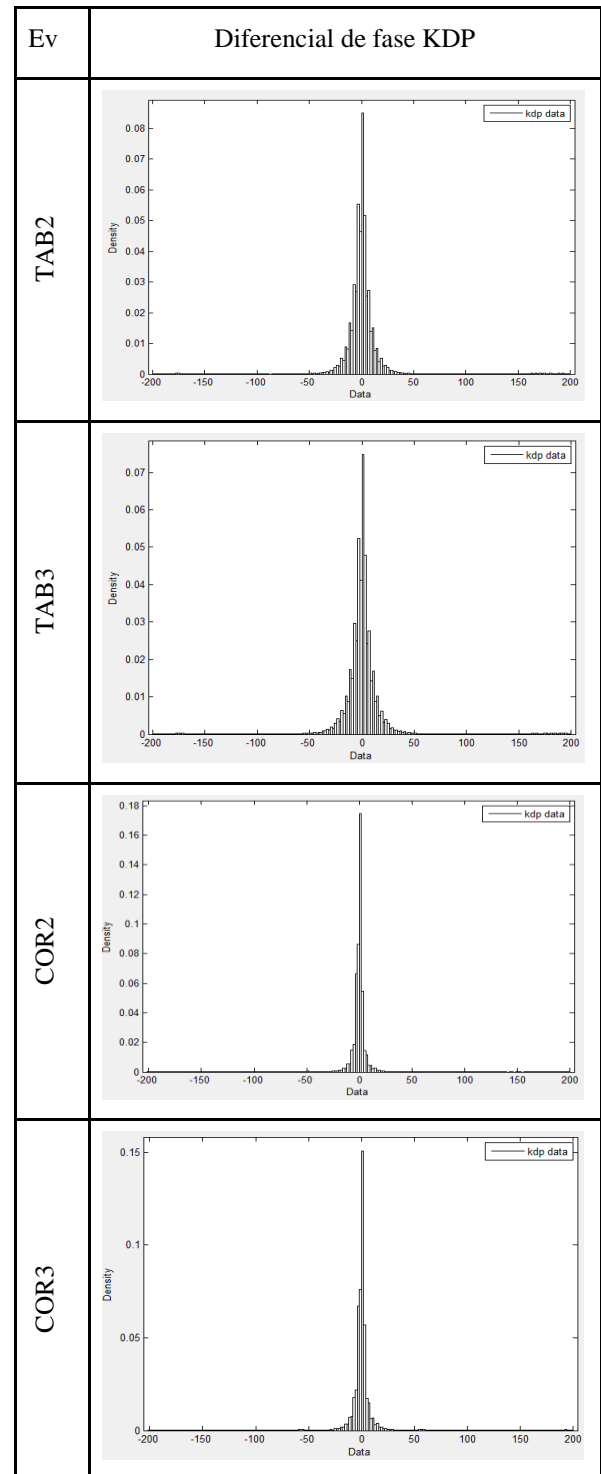 Ev Diferencial de fase KDP
TAB2
kdp data
0.08
0.07
0.06
0.05
0.04
0.03
0.02
0.01
0
Density
-200 -150 -100 -50 0 50 100 150 200
Data
TAB3
kdp data
0.07
0.06
0.05
0.04
0.03
0.02
0.01
0
Density
-200 -150 -100 -50 0 50 100 150 200
Data
COR2
kdp data
0.18
0.16
0.14
0.12
0.1
0.08
0.06
0.04
0.02
0
Density
-200 -150 -100 -50 0 50 100 150 200
Data
COR3
kdp data
0.15
0.1
0.05
0
Density
-200 -150 -100 -50 0 50 100 150 200
Data